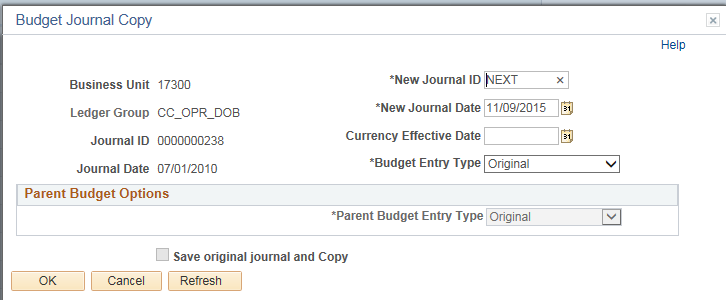 Budget Journal Copy
Help
Business Unit 17300
*New Journal ID NEXT
Ledger Group CC_OPR_DOB
*New Journal Date 11/09/2015 31
Journal ID 0000000238
Currency Effective Date 31
Journal Date 07/01/2010
*Budget Entry Type Original
Parent Budget Options
*Parent Budget Entry Type Original
Save original journal and Copy
OK Cancel Refresh